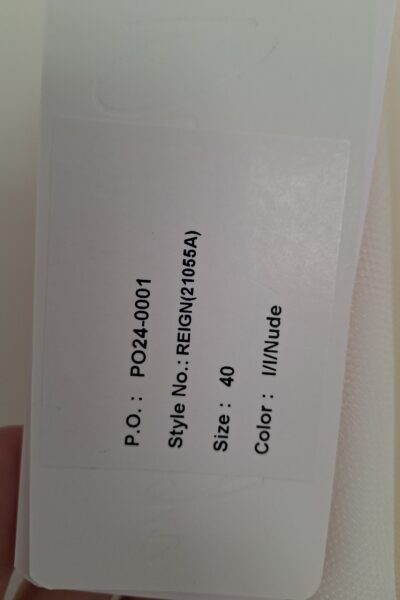 P.O. : PO24-0001
Style No.: REIGN(21055A)
Size : 40
Color : I/I/Nude